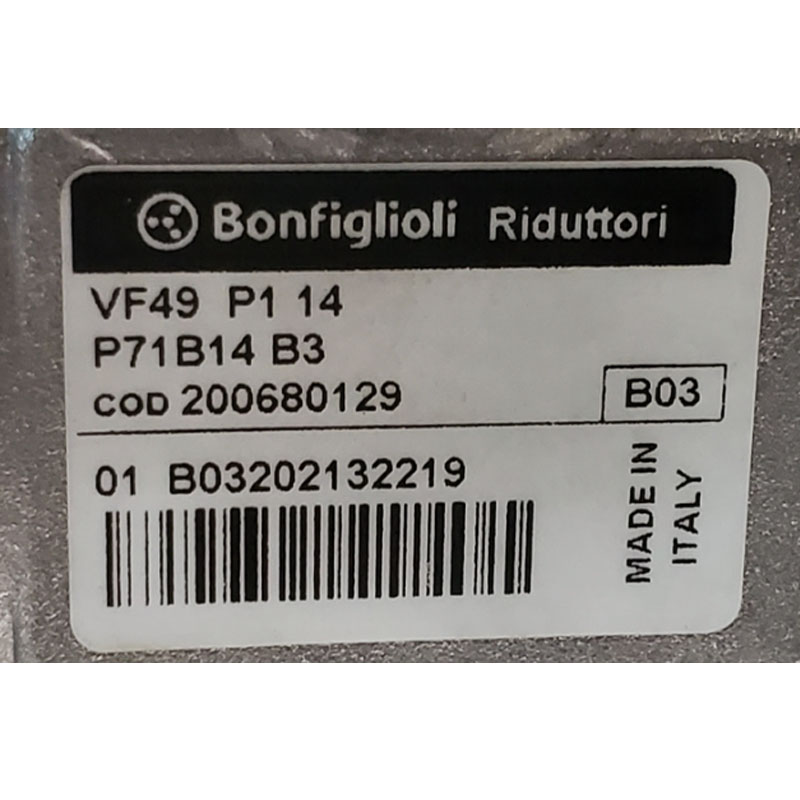 Bonfiglioli Riduttori
VF49 P1 14
P71B14 B3
COD 200680129
B03
01 B03202132219
MADE IN
ITALY